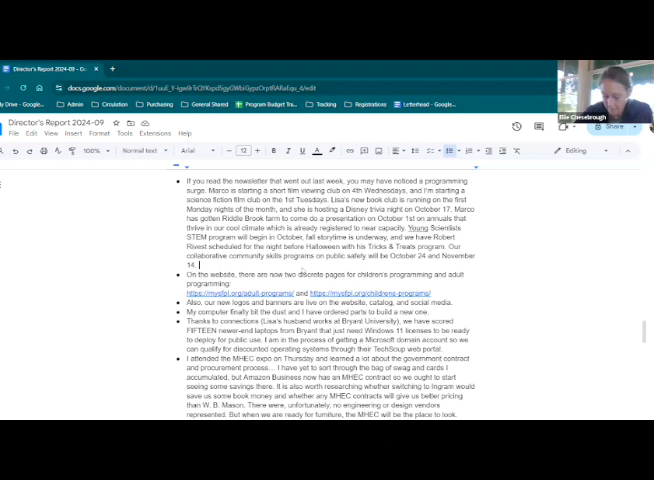 Director's Report 2024-09 - Go
docs.google.com/document/d/
My Drive - Google...
Admin
Circulation
Purchasing
General Shared
Program Budget Tra...
Tracking
Registrations
Letterhead - Google...
Ellie Chesebrough
Director's Report 2024-09
File Edit View Insert Format Tools Extensions Help
Share
100% Normal text Arial 12 B I U A Editing
• If you read the newsletter that went out last week, you may have noticed a programming
surge. Marco is starting a short film viewing club on 4th Wednesdays, and I'm starting a
science fiction film club on the 1st Tuesdays. Lisa's new book club is running on the first
Monday nights of the month, and she is hosting a Disney trivia night on October 17. Marco
has gotten Riddle Brook farm to come do a presentation on October 1st on annuals that
thrive in our cool climate which is already registered to near capacity. Young Scientists
STEM program will begin in October, fall storytime is underway, and we have Robert
Rivest scheduled for the night before Halloween with his Tricks & Treats program. Our
collaborative community skills programs on public safety will be October 24 and November
14.
• On the website, there are now two discrete pages for children's programming and adult
programming:
https://mysfpl.org/adult-programs/ and https://mysfpl.org/childrens-programs/
• Also, our new logos and banners are live on the website, catalog, and social media.
• My computer finally bit the dust and I have ordered parts to build a new one.
• Thanks to connections (Lisa's husband works at Bryant University), we have scored
FIFTEEN newer-end laptops from Bryant that just need Windows 11 licenses to be ready
to deploy for public use. I am in the process of getting a Microsoft domain account so we
can qualify for discounted operating systems through their TechSoup web portal.
• I attended the MHEC expo on Thursday and learned a lot about the government contract
and procurement process... I have yet to sort through the bag of swag and cards I
accumulated, but Amazon Business now has an MHEC contract so we ought to start
seeing some savings there. It is also worth researching whether switching to Ingram would
save us some book money and whether any MHEC contracts will give us better pricing
than W. B. Mason. There were, unfortunately, no engineering or design vendors
represented. But when we are ready for furniture, the MHEC will be the place to look.